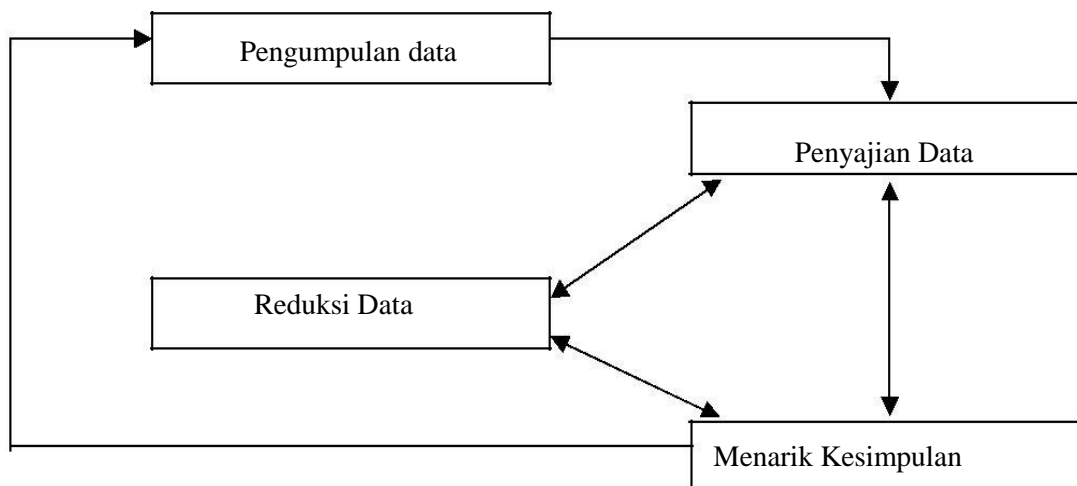 Pengumpulan data
Penyajian Data
Reduksi Data
Menarik Kesimpulan